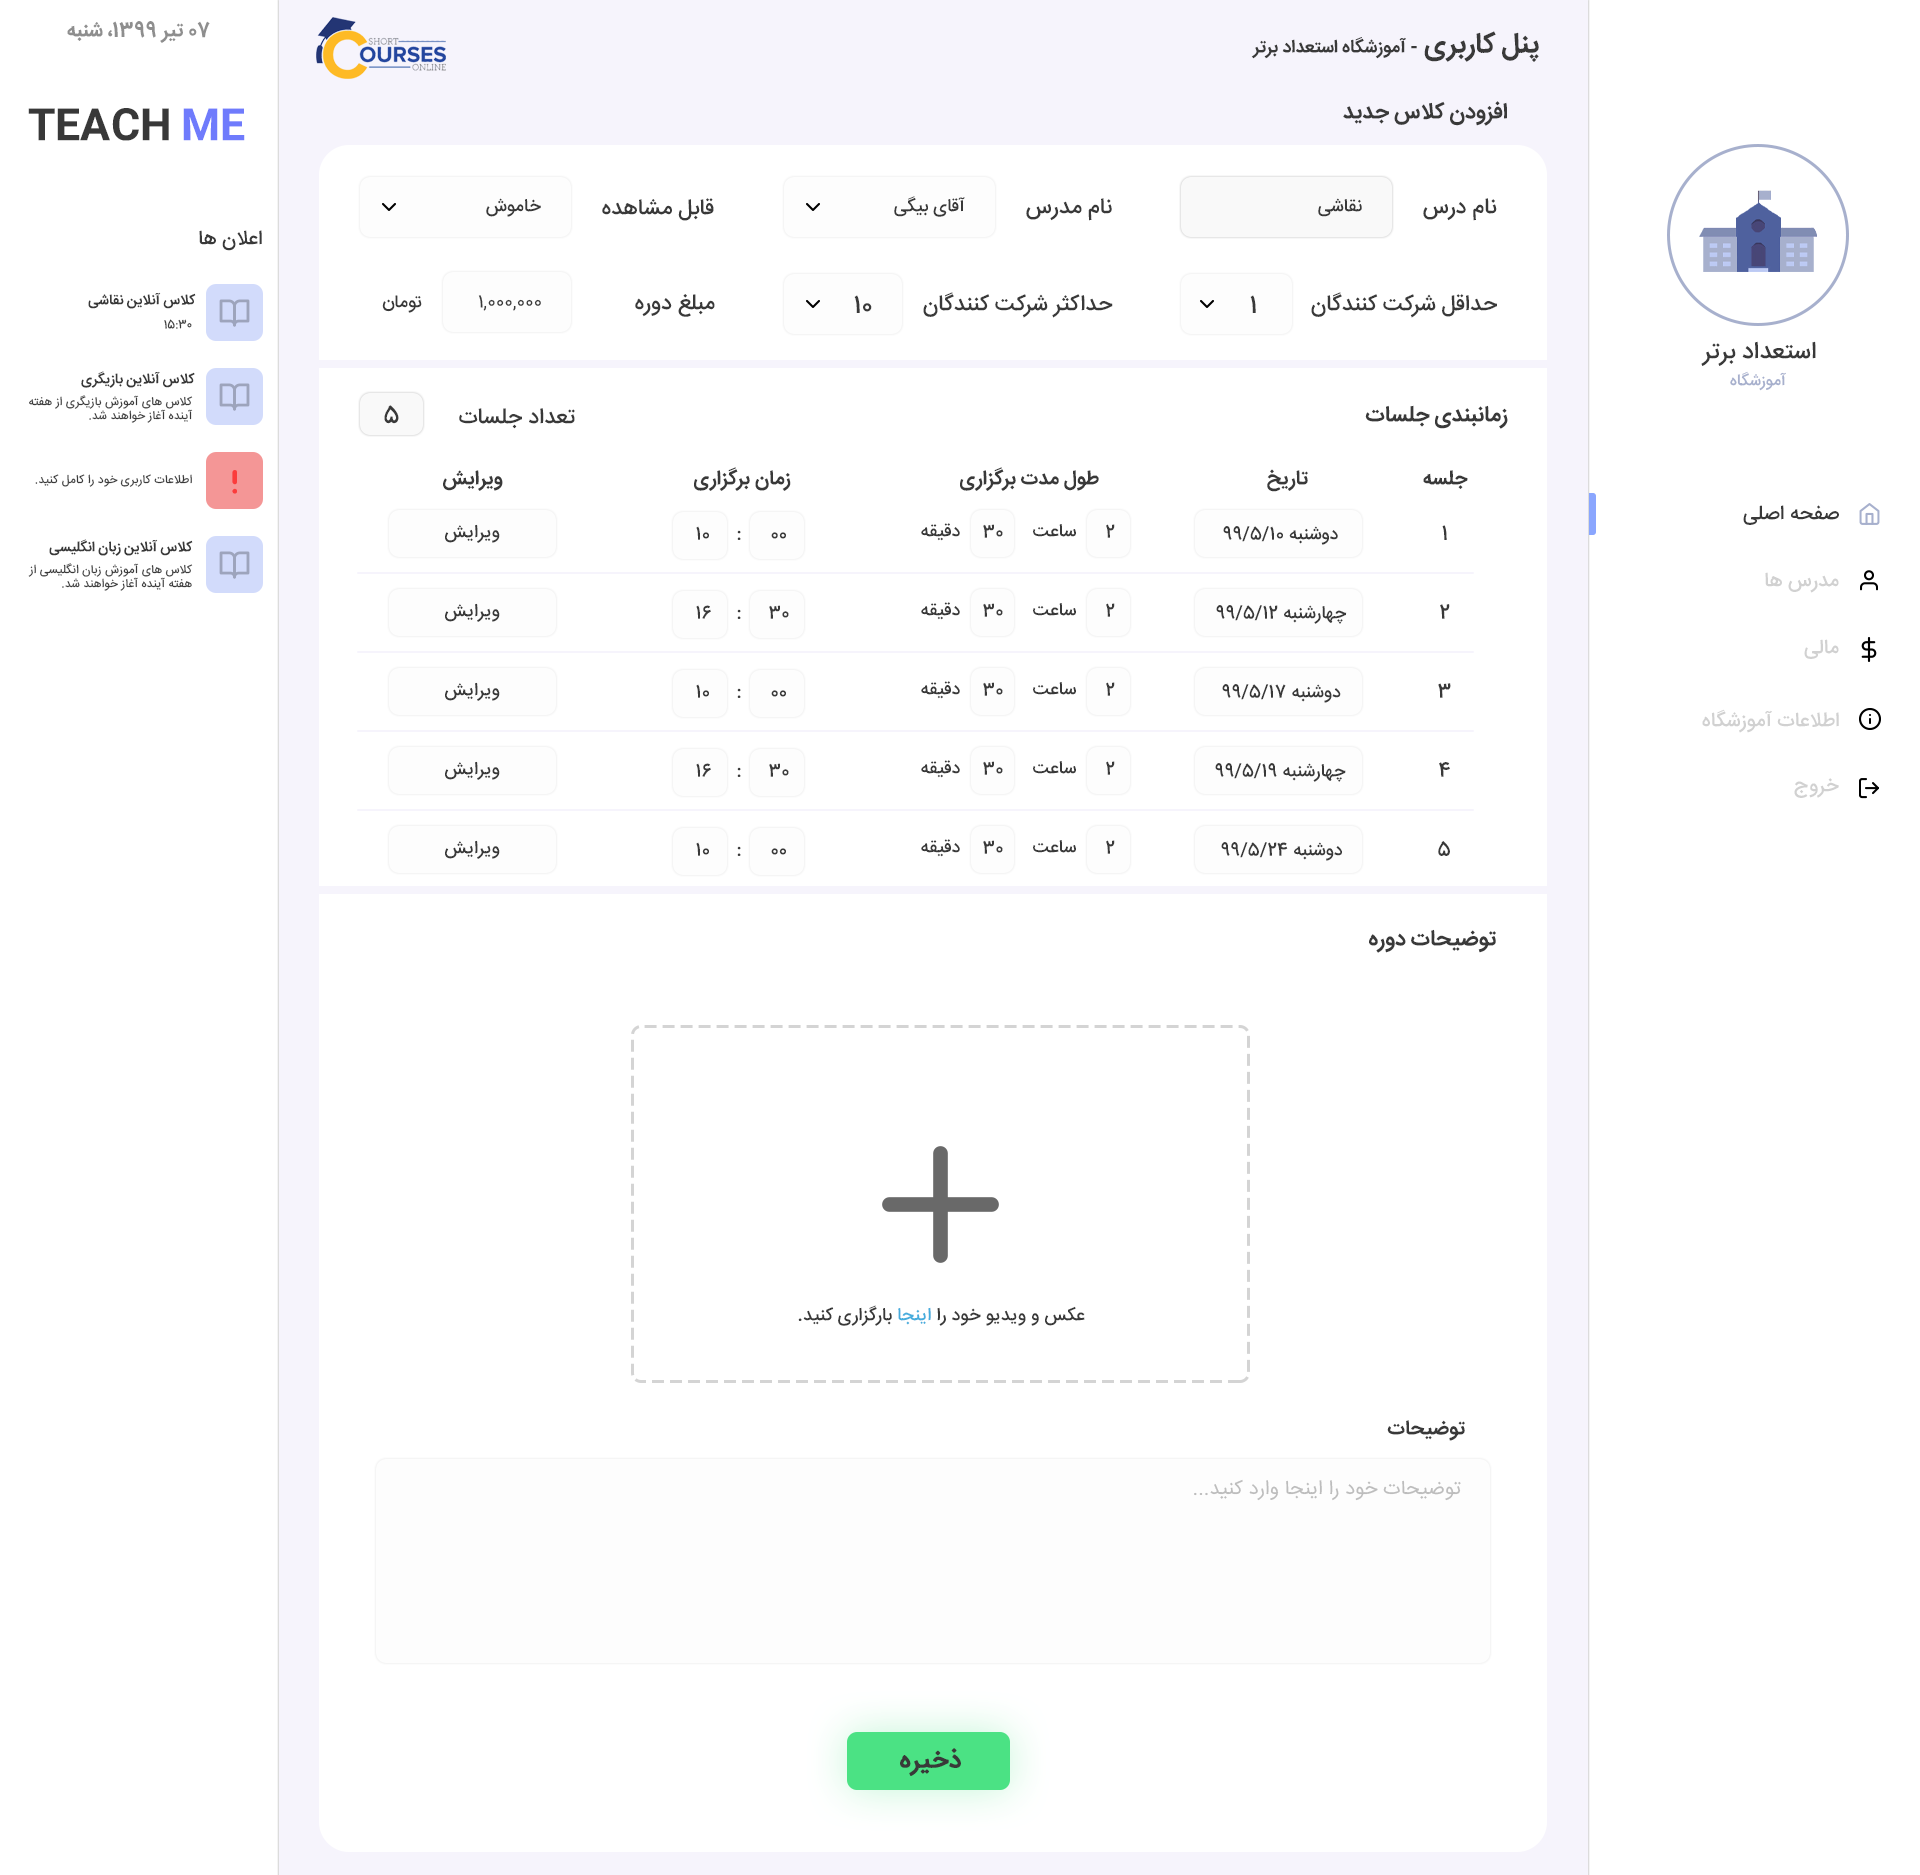 پنل کاربری - آموزشگاه استعداد برتر
SHORT
COURSES
ONLINE
استعداد برتر
آموزشگاه
صفحه اصلی
مدرس ها
مالی
اطلاعات آموزشگاه
خروج
افزودن کلاس جدید
نام درس نقاشی نام مدرس آقای بیگی قابل مشاهده خاموش
حداقل شرکت کنندگان ۱ حداکثر شرکت کنندگان ۱۰ مبلغ دوره ۱,۰۰۰,۰۰۰ تومان
زمانبندی جلسات تعداد جلسات ۵
جلسه تاریخ طول مدت برگزاری زمان برگزاری ویرایش
۱ دوشنبه ۹۹/۵/۱۰ ۲ ساعت ۳۰ دقیقه ۱۰ : ۰۰ ویرایش
۲ چهارشنبه ۹۹/۵/۱۲ ۲ ساعت ۳۰ دقیقه ۱۶ : ۳۰ ویرایش
۳ دوشنبه ۹۹/۵/۱۷ ۲ ساعت ۳۰ دقیقه ۱۰ : ۰۰ ویرایش
۴ چهارشنبه ۹۹/۵/۱۹ ۲ ساعت ۳۰ دقیقه ۱۶ : ۳۰ ویرایش
۵ دوشنبه ۹۹/۵/۲۴ ۲ ساعت ۳۰ دقیقه ۱۰ : ۰۰ ویرایش
توضیحات دوره
عکس و ویدیو خود را اینجا بارگزاری کنید.
توضیحات
توضیحات خود را اینجا وارد کنید...
ذخیره
۰۷ تیر ۱۳۹۹، شنبه
TEACH ME
اعلان ها
کلاس آنلاین نقاشی
۱۵:۳۰
کلاس آنلاین بازیگری
کلاس های آموزش بازیگری از هفته
آینده آغاز خواهند شد.
اطلاعات کاربری خود را کامل کنید.
کلاس آنلاین زبان انگلیسی
کلاس های آموزش زبان انگلیسی از
هفته آینده آغاز خواهند شد.